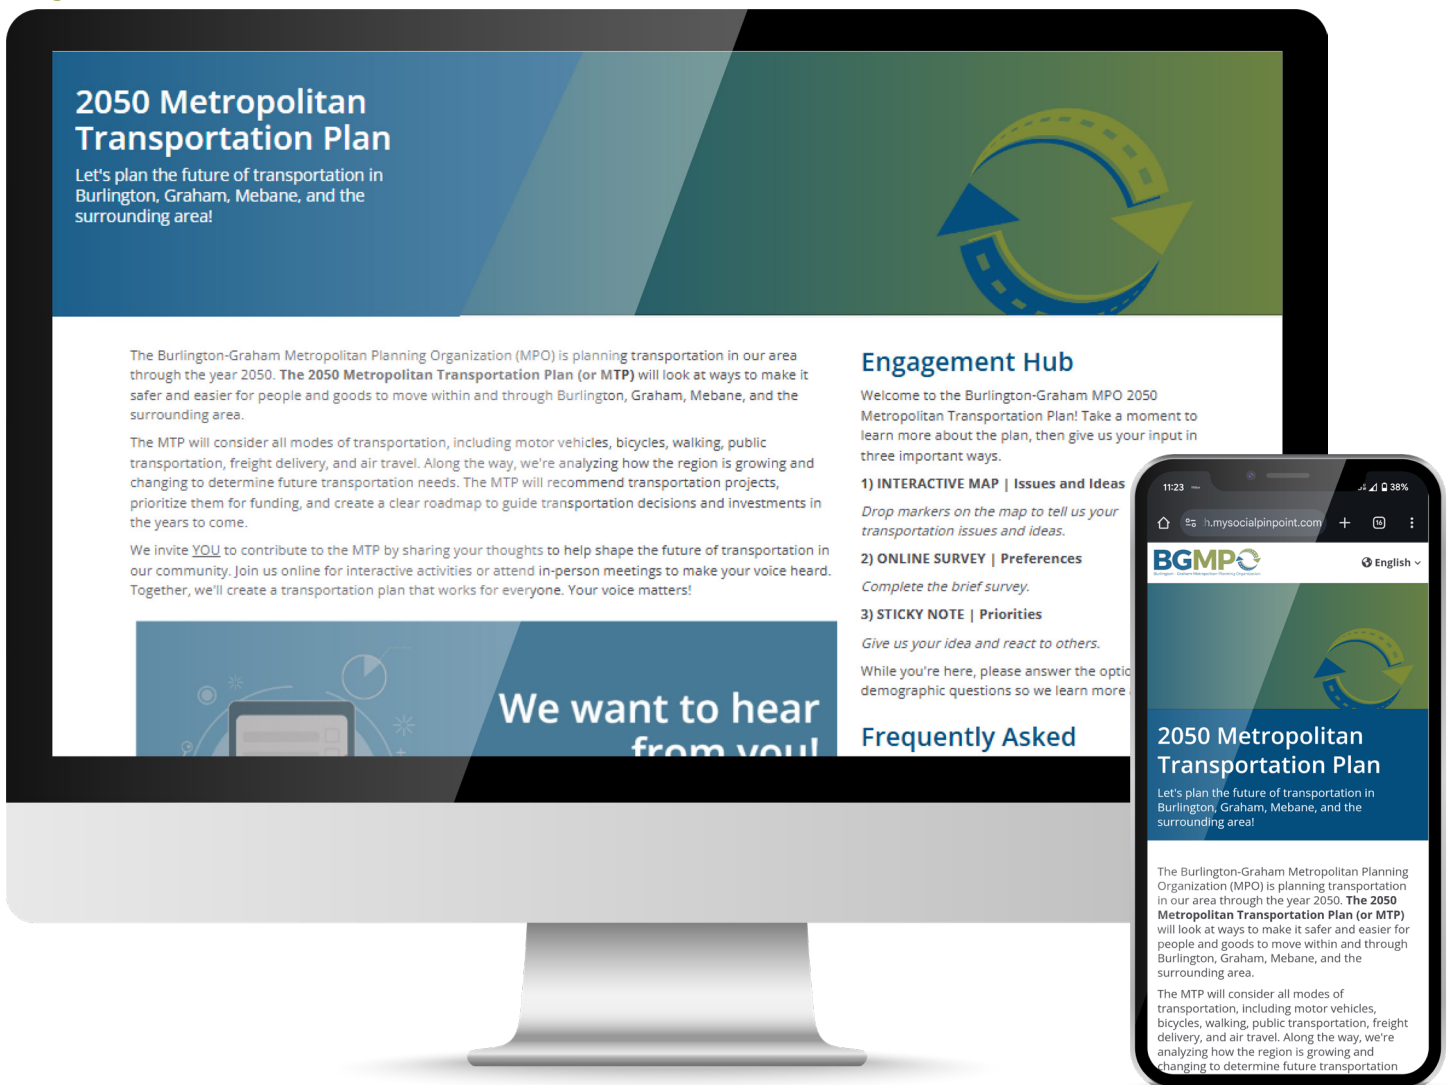 2050 Metropolitan
Transportation Plan
Let's plan the future of transportation in
Burlington, Graham, Mebane, and the
surrounding area!
The Burlington-Graham Metropolitan Planning Organization (MPO) is planning transportation in our area
through the year 2050. The 2050 Metropolitan Transportation Plan (or MTP) will look at ways to make it
safer and easier for people and goods to move within and through Burlington, Graham, Mebane, and the
surrounding area.
The MTP will consider all modes of transportation, including motor vehicles, bicycles, walking, public
transportation, freight delivery, and air travel. Along the way, we're analyzing how the region is growing and
changing to determine future transportation needs. The MTP will recommend transportation projects,
prioritize them for funding, and create a clear roadmap to guide transportation decisions and investments in
the years to come.
We invite YOU to contribute to the MTP by sharing your thoughts to help shape the future of transportation in
our community. Join us online for interactive activities or attend in-person meetings to make your voice heard.
Together, we'll create a transportation plan that works for everyone. Your voice matters!
We want to hear
from you!
Engagement Hub
Welcome to the Burlington-Graham MPO 2050
Metropolitan Transportation Plan! Take a moment to
learn more about the plan, then give us your input in
three important ways.
1) INTERACTIVE MAP | Issues and Ideas
Drop markers on the map to tell us your
transportation issues and ideas.
2) ONLINE SURVEY | Preferences
Complete the brief survey.
3) STICKY NOTE | Priorities
Give us your idea and react to others.
While you're here, please answer the optio
demographic questions so we learn more
Frequently Asked
11:23
38%
h.mysocialpinpoint.com
16
BGMPO
Burlington - Graham Metropolitan Planning Organization
English
2050 Metropolitan
Transportation Plan
Let's plan the future of transportation in
Burlington, Graham, Mebane, and the
surrounding area!
The Burlington-Graham Metropolitan Planning
Organization (MPO) is planning transportation
in our area through the year 2050. The 2050
Metropolitan Transportation Plan (or MTP)
will look at ways to make it safer and easier for
people and goods to move within and through
Burlington, Graham, Mebane, and the
surrounding area.
The MTP will consider all modes of
transportation, including motor vehicles,
bicycles, walking, public transportation, freight
delivery, and air travel. Along the way, we're
analyzing how the region is growing and
changing to determine future transportation